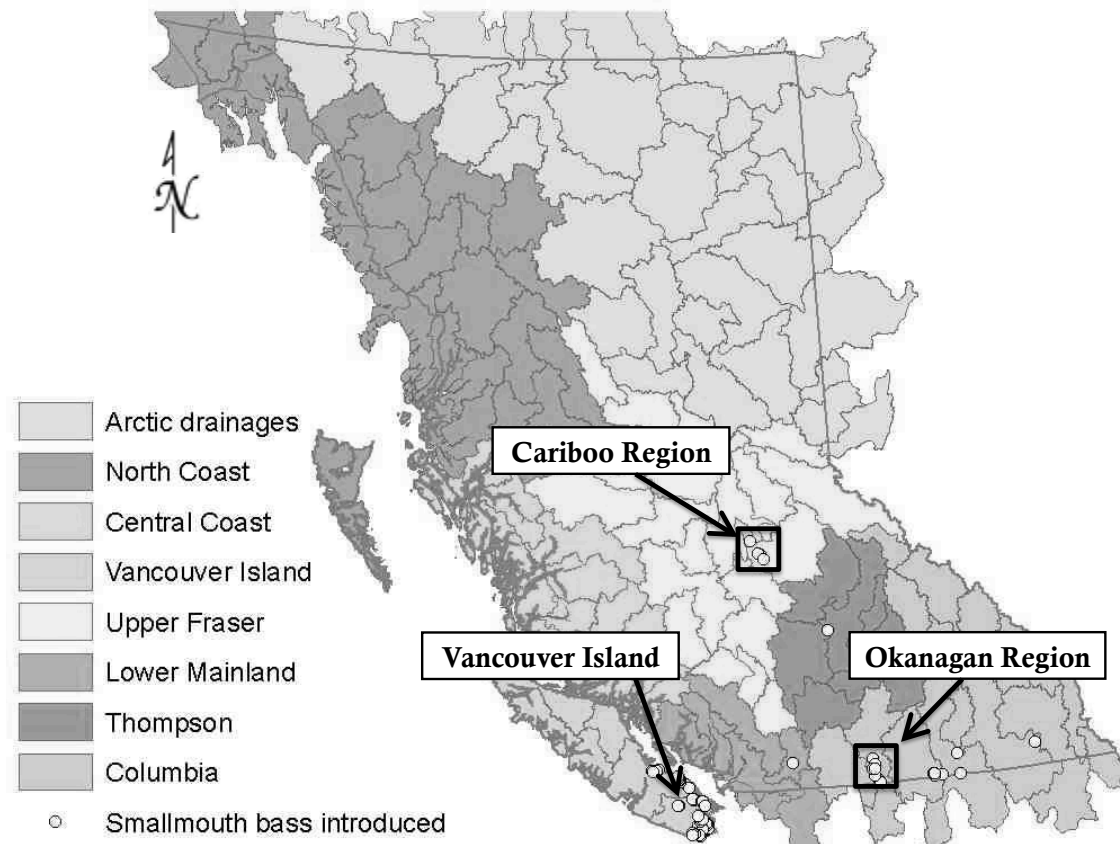 N
Cariboo Region
Vancouver Island
Okanagan Region
Arctic drainages
North Coast
Central Coast
Vancouver Island
Upper Fraser
Lower Mainland
Thompson
Columbia
Smallmouth bass introduced